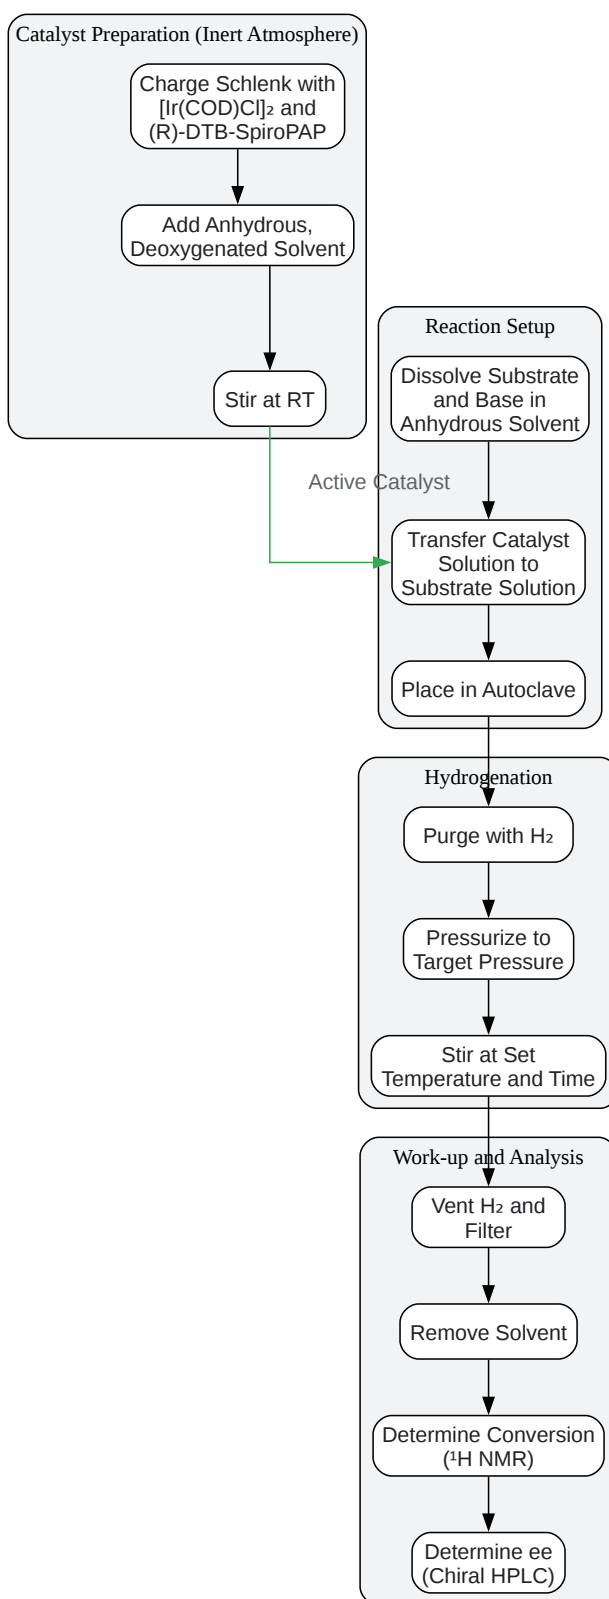 Catalyst Preparation (Inert Atmosphere)
Charge Schlenk with
[Ir(COD)Cl]₂ and
(R)-DTB-SpiroPAP
Add Anhydrous,
Deoxygenated Solvent
Stir at RT
Active Catalyst
Reaction Setup
Dissolve Substrate
and Base in
Anhydrous Solvent
Transfer Catalyst
Solution to
Substrate Solution
Place in Autoclave
Hydrogenation
Purge with H₂
Pressurize to
Target Pressure
Stir at Set
Temperature and Time
Work-up and Analysis
Vent H₂ and
Filter
Remove Solvent
Determine Conversion
(¹H NMR)
Determine ee
(Chiral HPLC)